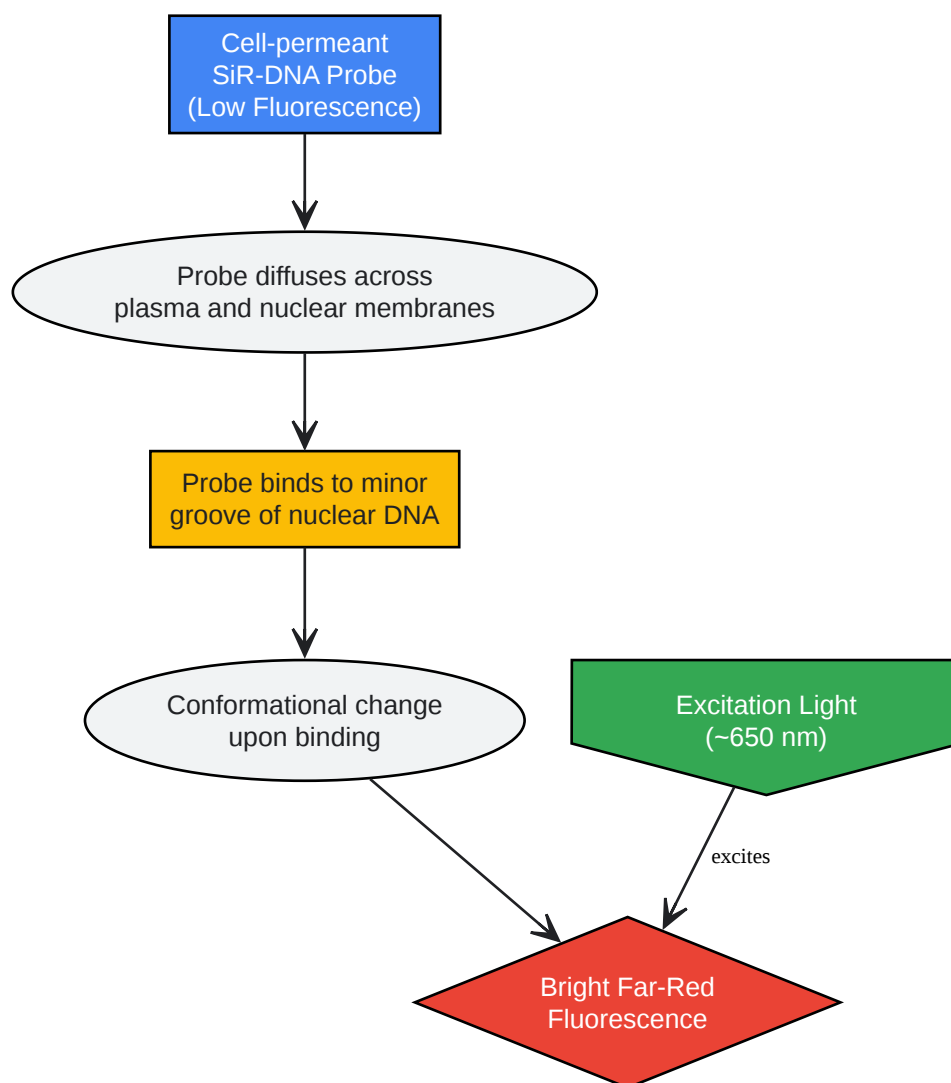 Cell-permeant
SiR-DNA Probe
(Low Fluorescence)
Probe diffuses across
plasma and nuclear membranes
Probe binds to minor
groove of nuclear DNA
Conformational change
upon binding
Excitation Light
(~650 nm)
excites
Bright Far-Red
Fluorescence